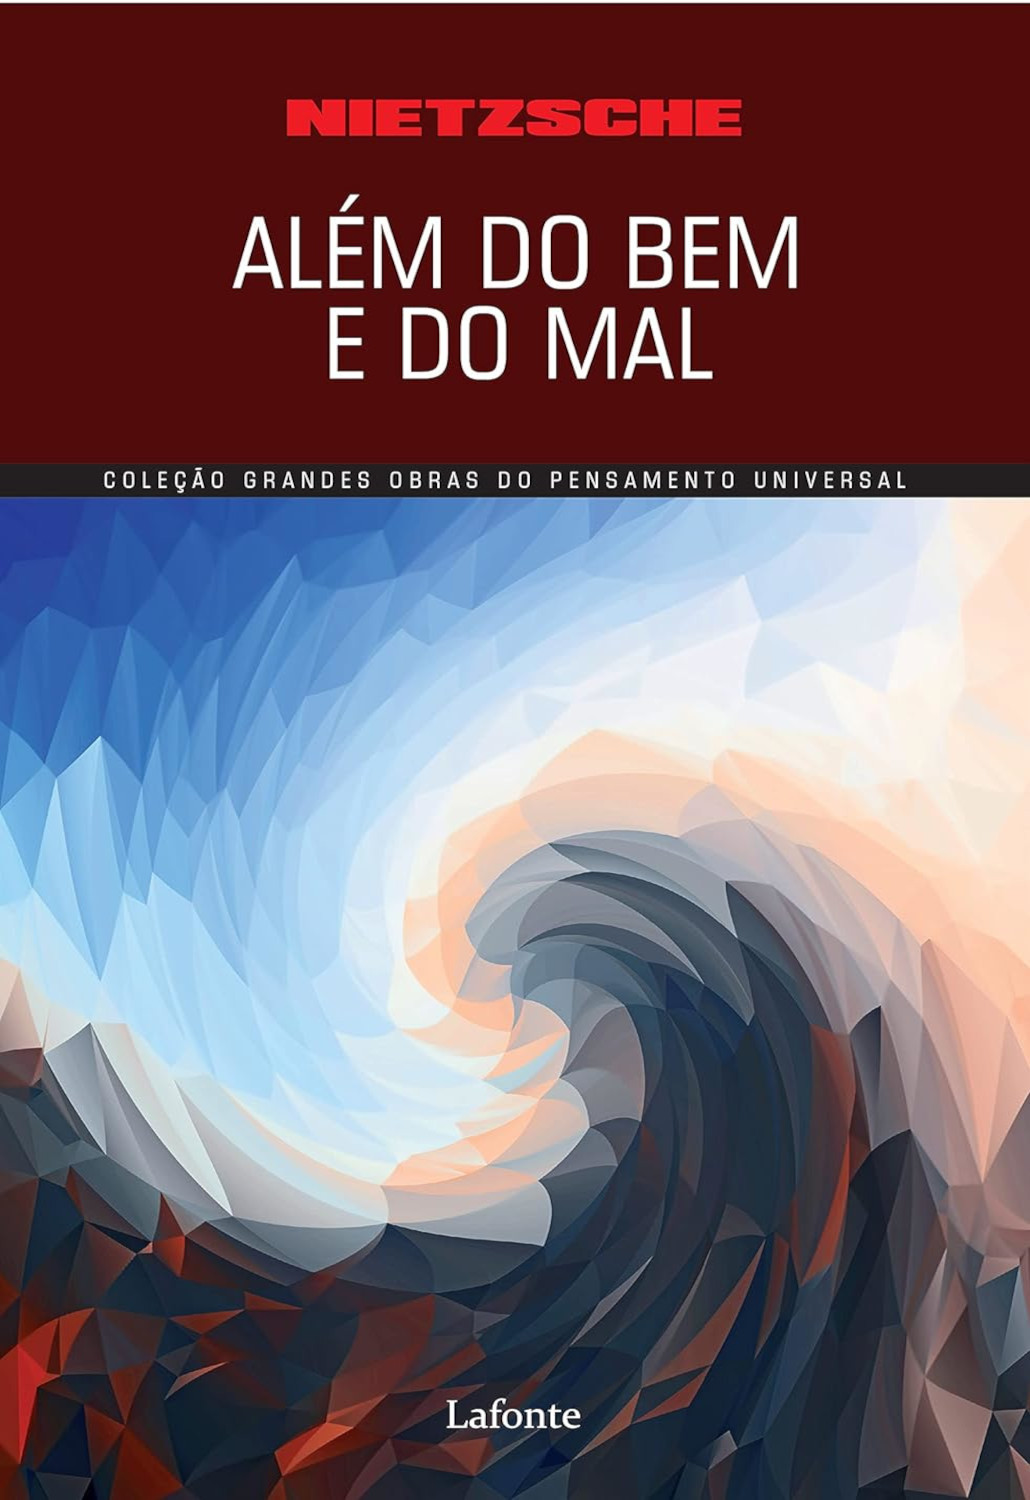 NIETZSCHE
ALÉM DO BEM
E DO MAL
COLEÇÃO GRANDES OBRAS DO PENSAMENTO UNIVERSAL
Lafonte